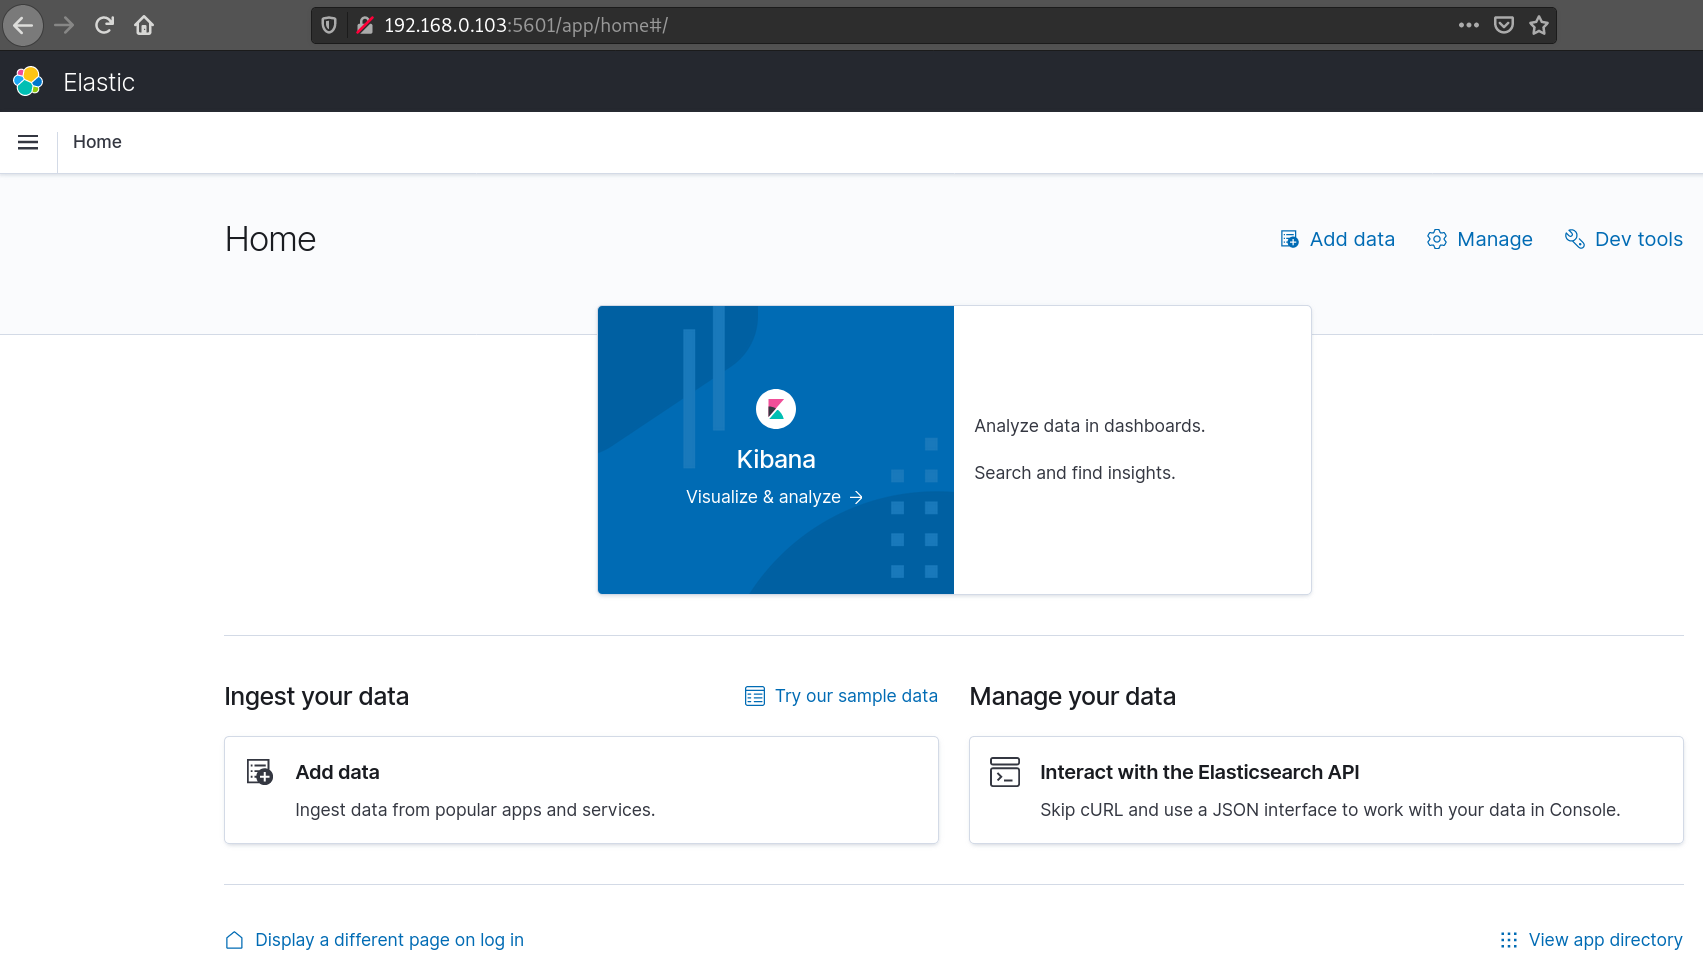 192.168.0.103:5601/app/home#/
Elastic
Home
Home
Add data
Manage
Dev tools
Kibana
Visualize & analyze →
Analyze data in dashboards.
Search and find insights.
Ingest your data
Try our sample data
Manage your data
Add data
Ingest data from popular apps and services.
Interact with the Elasticsearch API
Skip cURL and use a JSON interface to work with your data in Console.
Display a different page on log in
View app directory